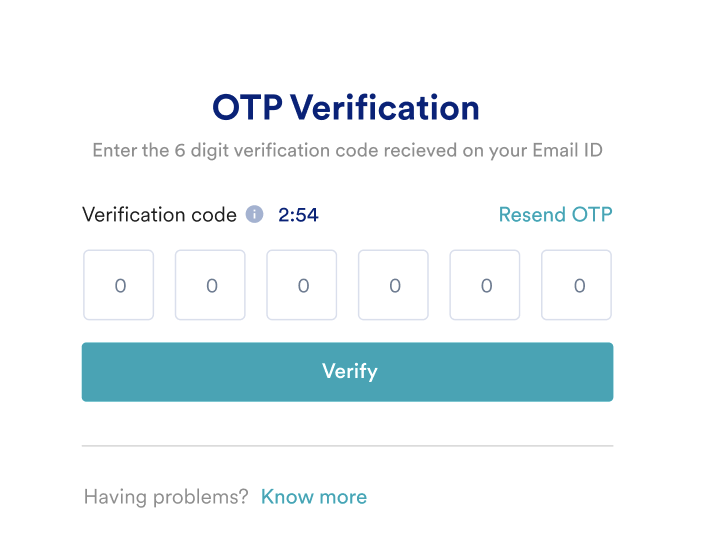 OTP Verification
Enter the 6 digit verification code recieved on your Email ID
Verification code i 2:54 Resend OTP
0 0 0 0 0 0
Verify
Having problems? Know more